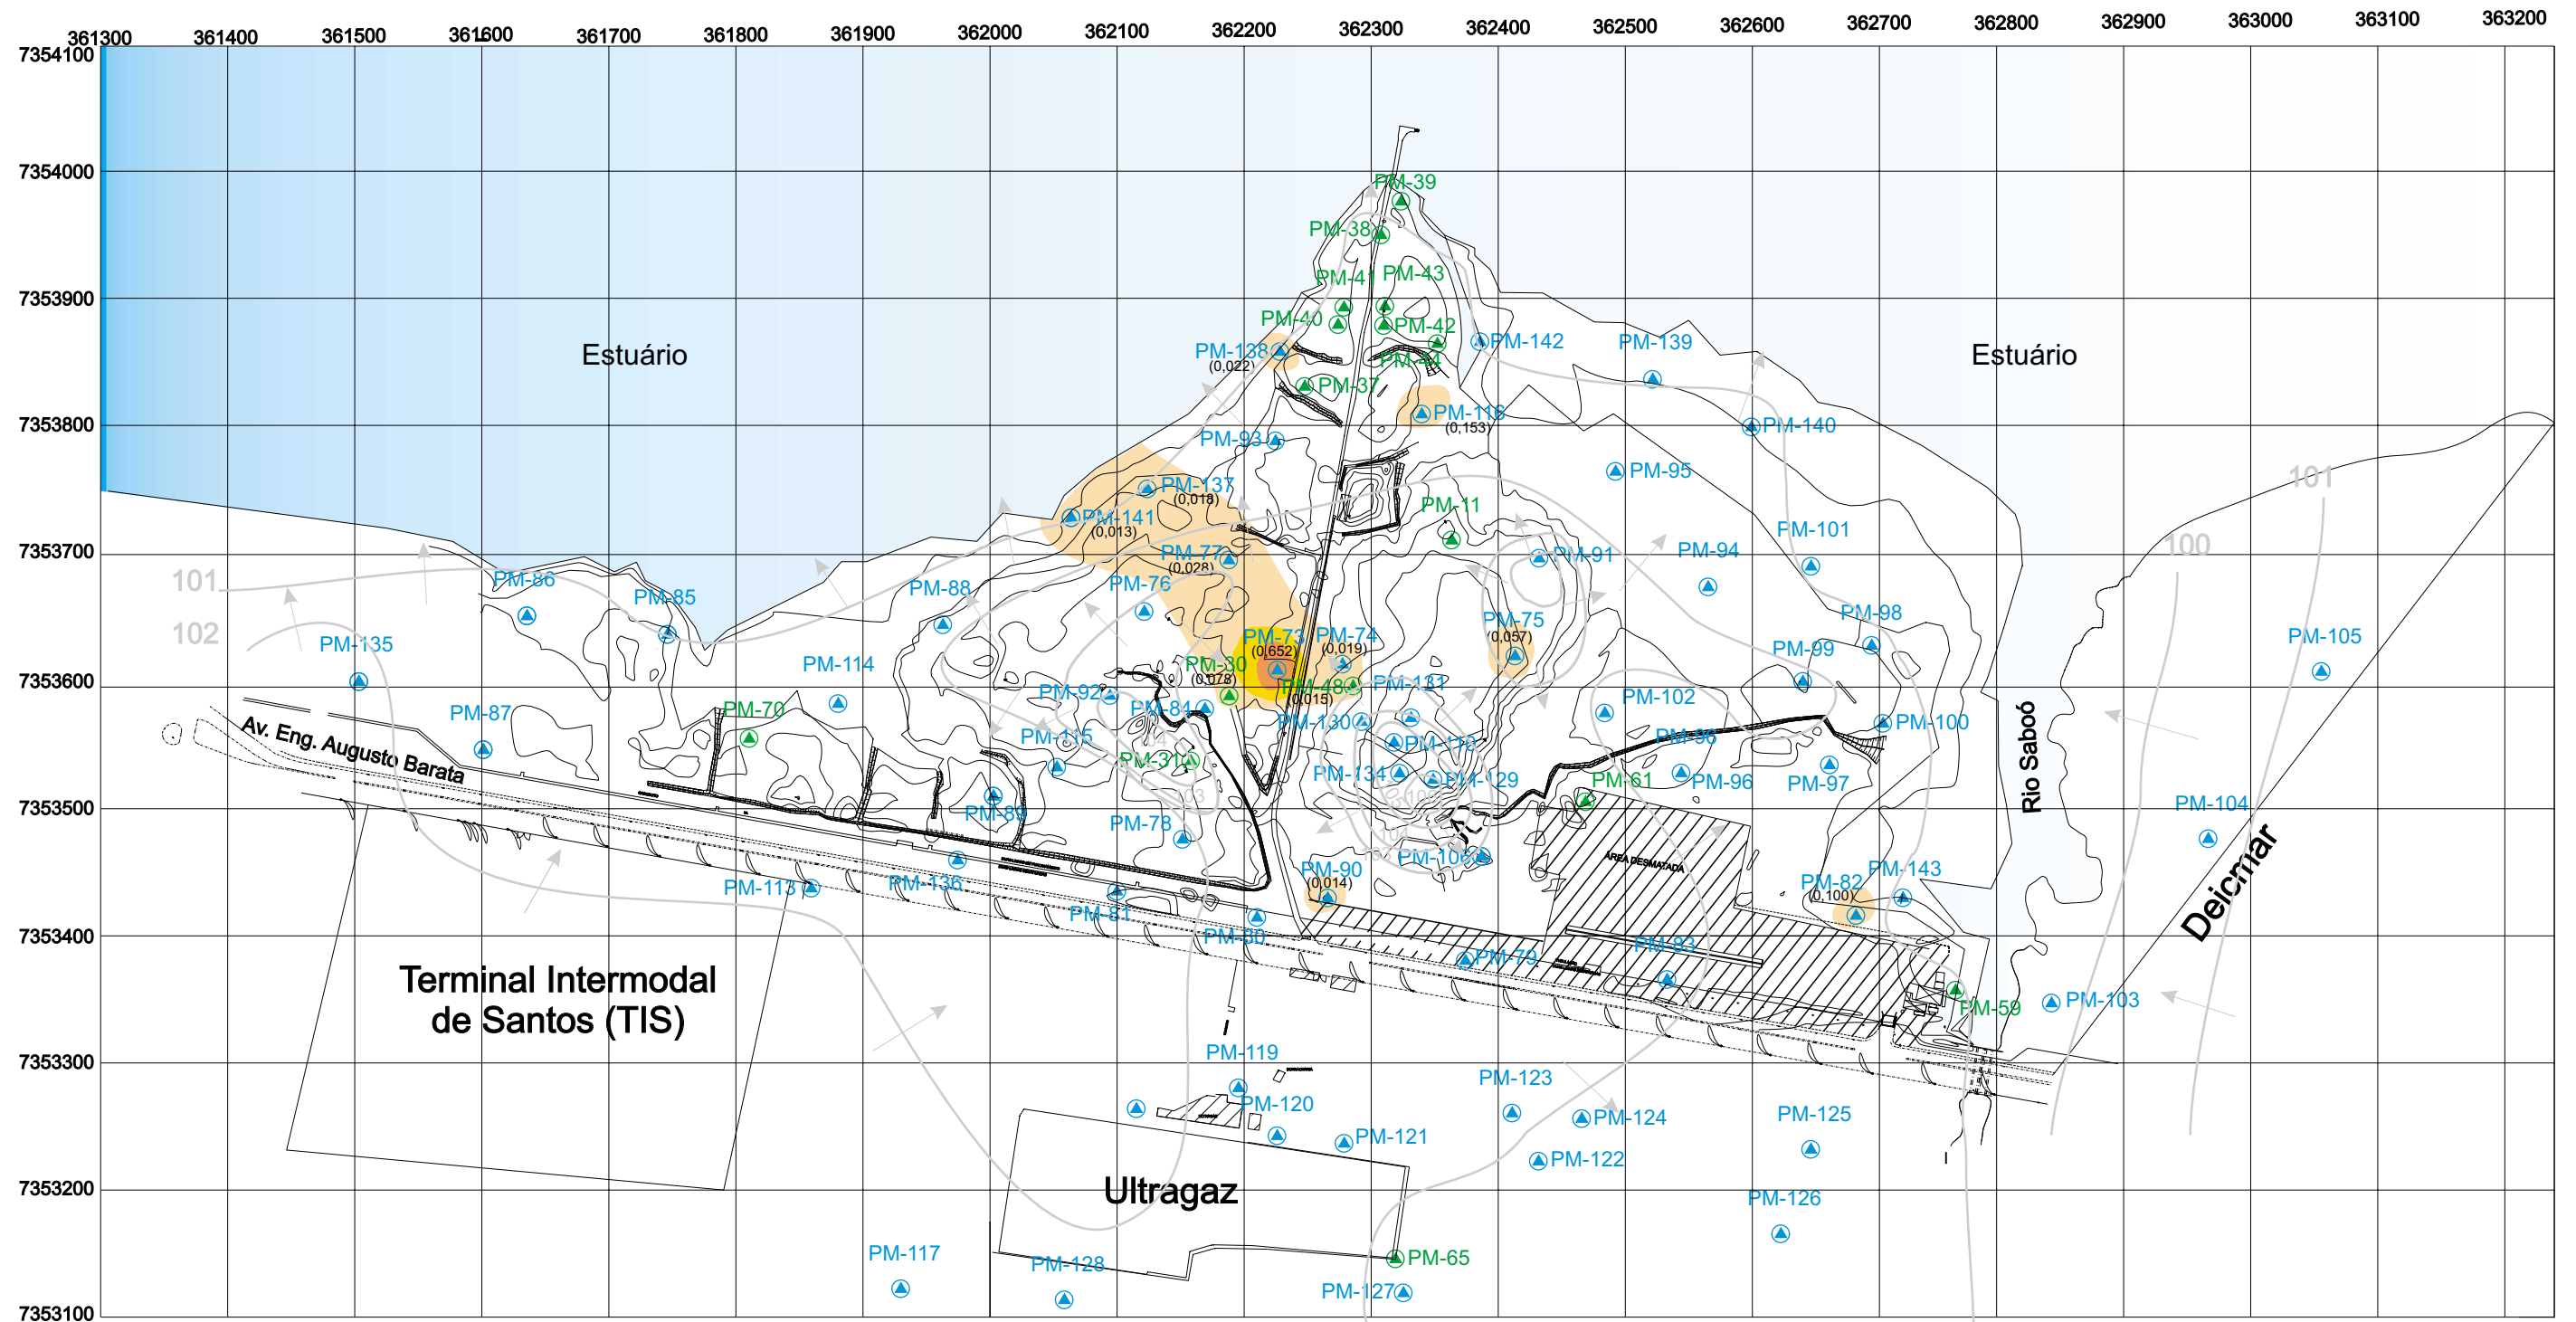 361300 361400 361500 361600 361700 361800 361900 362000 362100 362200 362300 362400 362500 362600 362700 362800 362900 363000 363100 363200
7354100
7354000
7353900
7353800
7353700
7353600
7353500
7353400
7353300
7353200
7353100
PM-39
PM-38
PM-41
PM-43
PM-40
PM-42
PM-44
PM-138
(0,022)
PM-142
PM-139
Estuário
Estuário
PM-37
PM-116
(0,153)
PM-93
PM-140
PM-95
PM-137
(0,018)
PM-141
(0,013)
PM-11
101
PM-101
PM-77
(0,028)
PM-91
PM-94
100
101
PM-86
PM-76
PM-88
PM-85
PM-75
(0,057)
PM-98
102
PM-135
PM-73
(0,652)
PM-74
(0,019)
PM-105
PM-99
PM-114
PM-30
(0,078)
PM-48
(0,015)
PM-131
PM-92
PM-102
PM-87
PM-70
PM-84
PM-130
PM-100
Av. Eng. Augusto Barata
PM-115
PM-96
PM-118
PM-31
PM-134
PM-129
PM-61
PM-96
PM-97
Rio Saboó
103
PM-104
PM-89
PM-78
104
103
PM-106
ÁREA DESMATADA
PM-90
(0,014)
PM-82
(0,100)
PM-143
Deicmar
PM-113
PM-136
PM-81
PM-80
PM-83
PM-79
Terminal Intermodal
de Santos (TIS)
PM-103
PM-59
PM-119
PM-123
PM-120
PM-124
PM-125
PM-121
PM-122
Ultragaz
PM-126
PM-117
PM-128
PM-65
PM-127